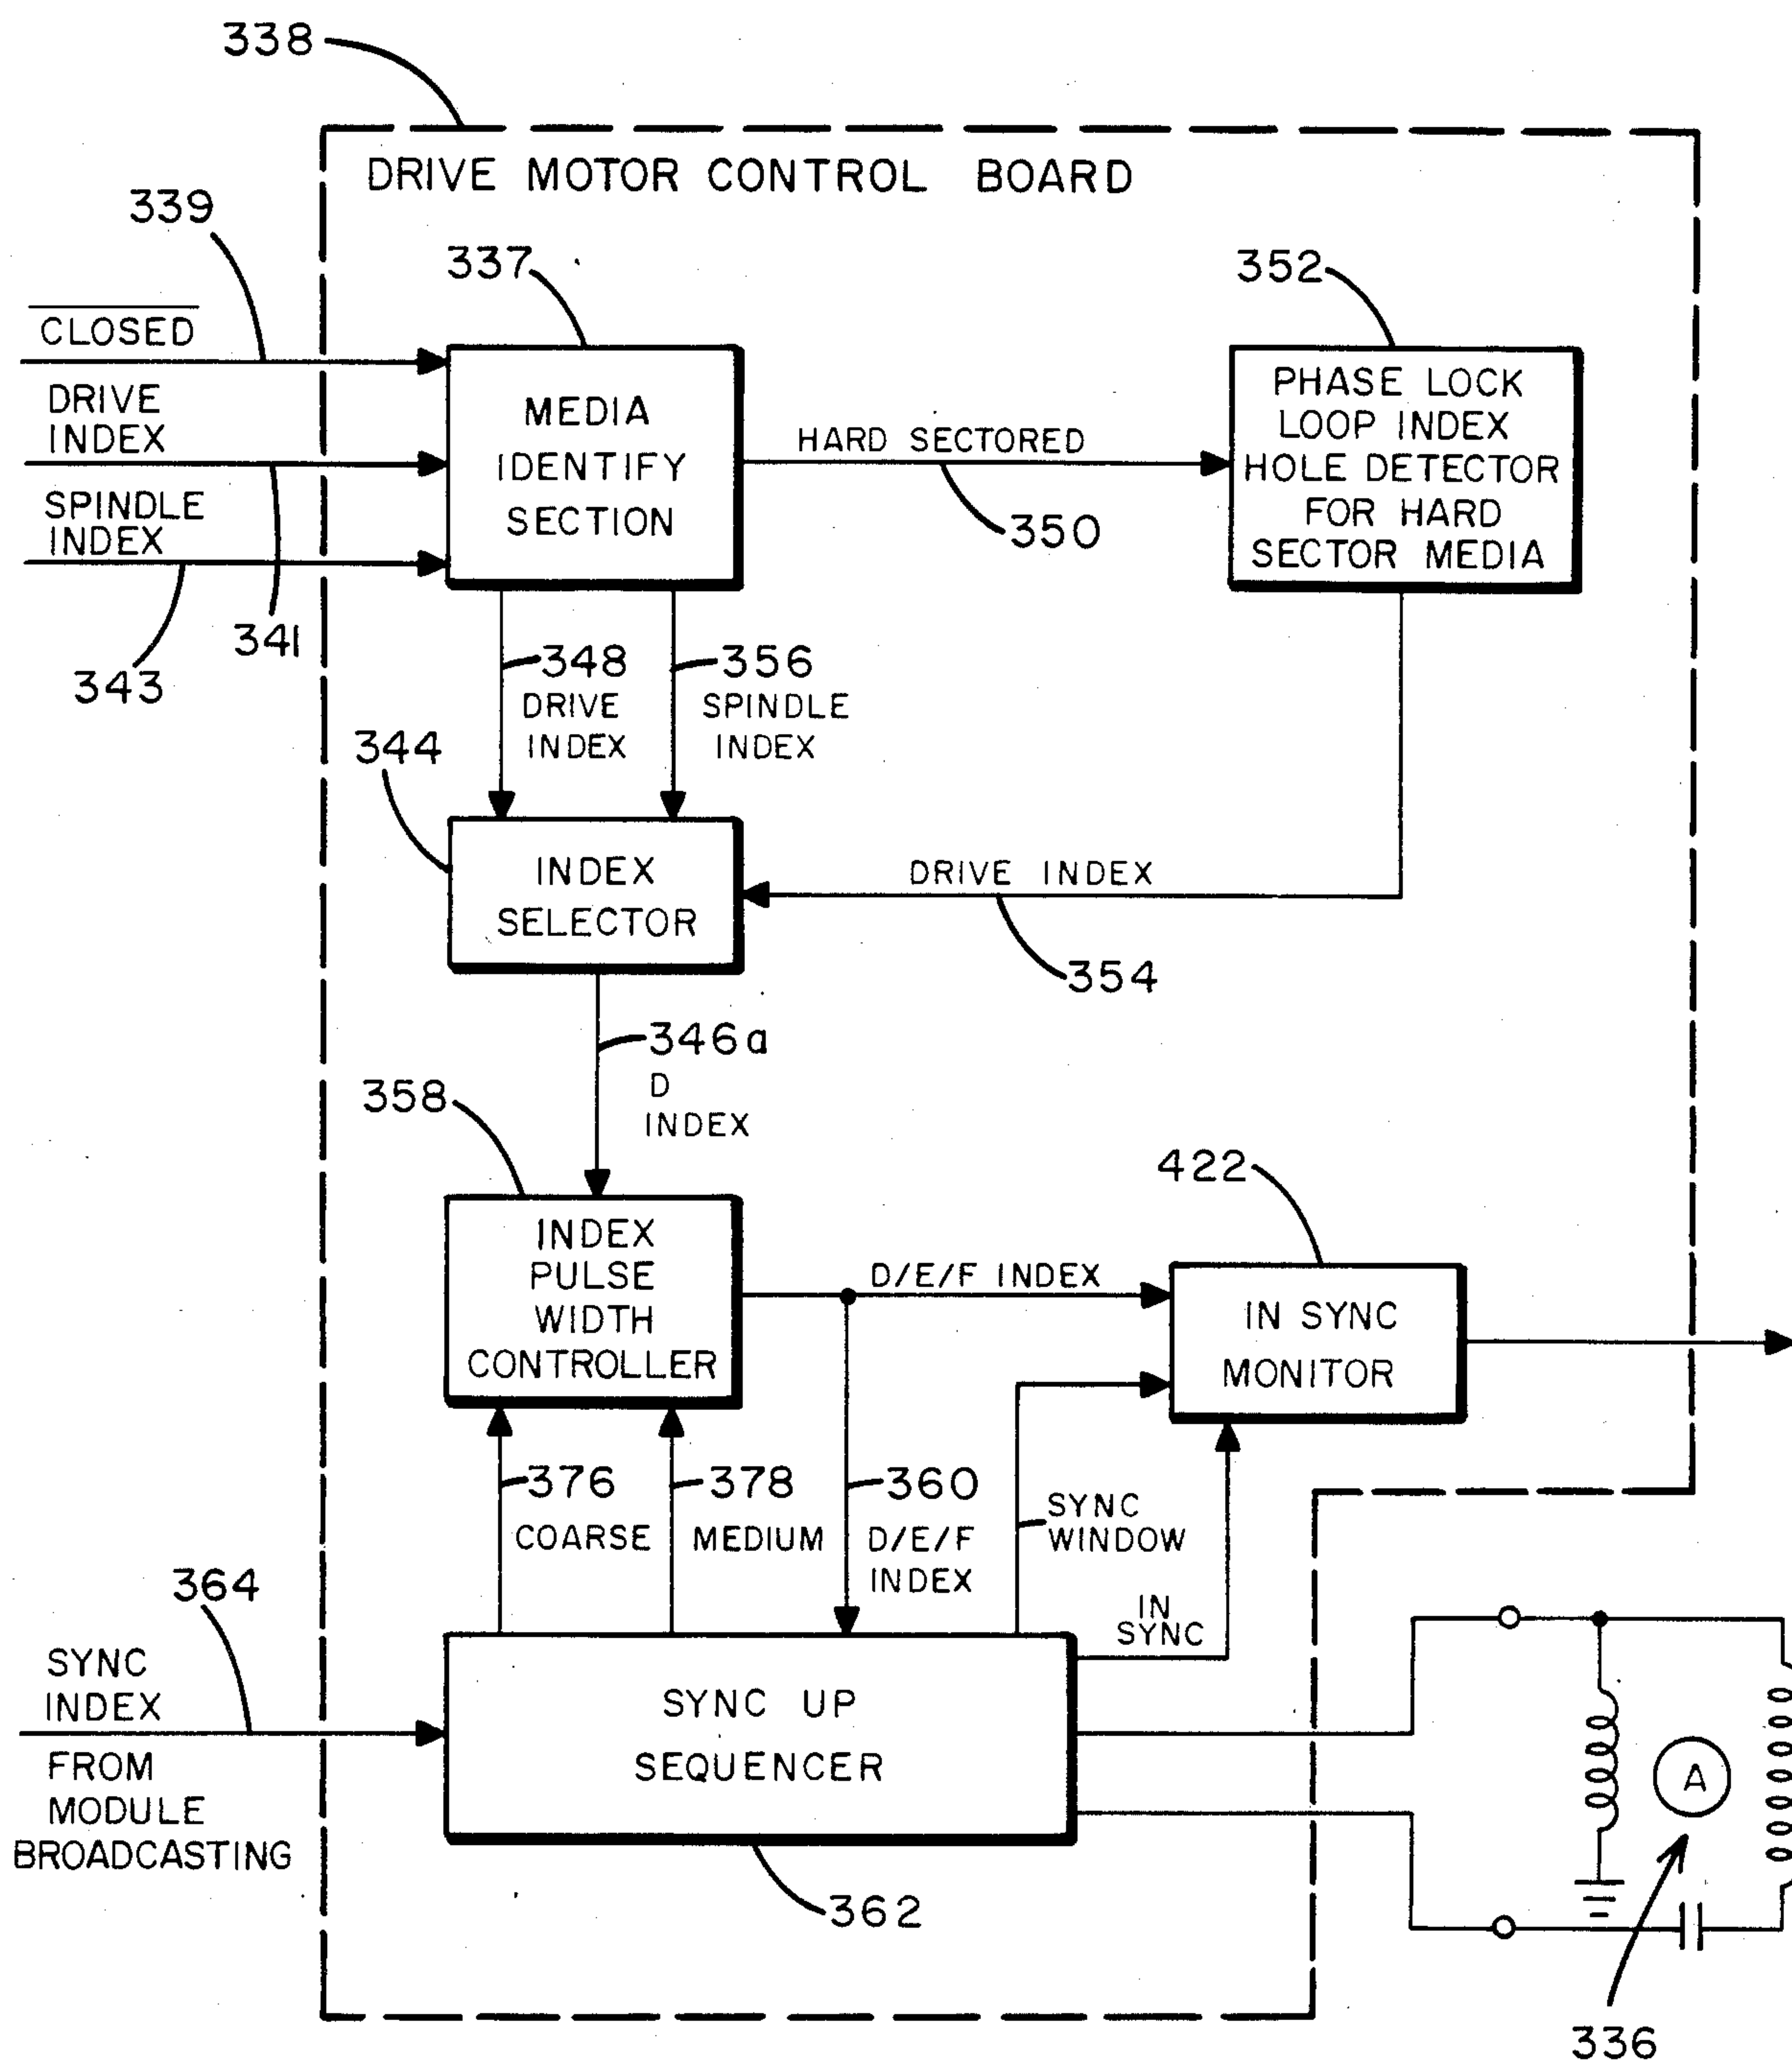 338
DRIVE MOTOR CONTROL BOARD
339
337
352
CLOSED
DRIVE
INDEX
SPINDLE
INDEX
MEDIA
IDENTIFY
SECTION
HARD SECTORED
350
PHASE LOCK
LOOP INDEX
HOLE DETECTOR
FOR HARD
SECTOR MEDIA
341
343
348
DRIVE
INDEX
356
SPINDLE
INDEX
344
INDEX
SELECTOR
DRIVE INDEX
354
346a
D
INDEX
358
422
INDEX
PULSE
WIDTH
CONTROLLER
D/E/F INDEX
IN SYNC
MONITOR
376
COARSE
378
MEDIUM
360
D/E/F
INDEX
SYNC
WINDOW
IN
SYNC
364
SYNC
INDEX
FROM
MODULE
BROADCASTING
SYNC UP
SEQUENCER
A
362
336